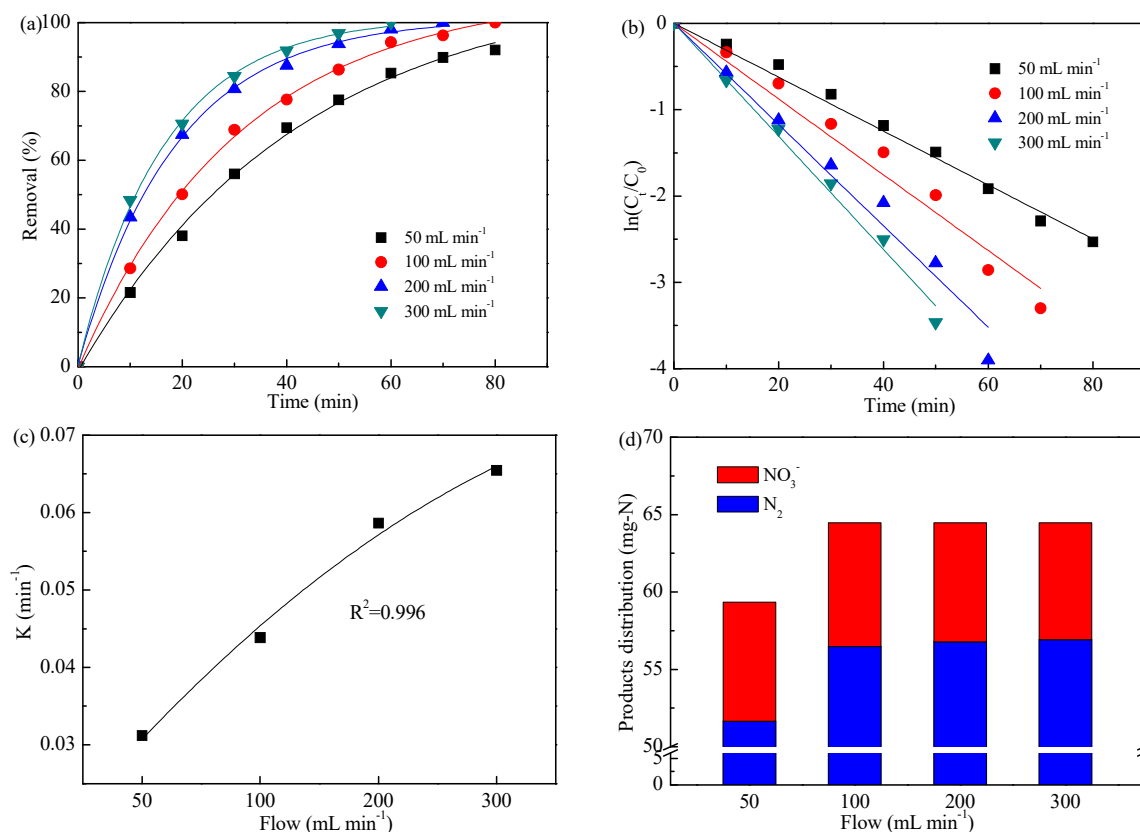 (a)
100
80
60
40
20
0
Removal (%)
50 mL min⁻¹
100 mL min⁻¹
200 mL min⁻¹
300 mL min⁻¹
0 20 40 60 80
Time (min)
(b)
0
-1
-2
-3
-4
ln(Cₜ/C₀)
50 mL min⁻¹
100 mL min⁻¹
200 mL min⁻¹
300 mL min⁻¹
0 20 40 60 80
Time (min)
(c)
0.07
0.06
0.05
0.04
0.03
K (min⁻¹)
R²=0.996
50 100 200 300
Flow (mL min⁻¹)
(d)
70
65
60
55
50
5
0
Products distribution (mg-N)
NO₃⁻
N₂
50 100 200 300
Flow (mL min⁻¹)